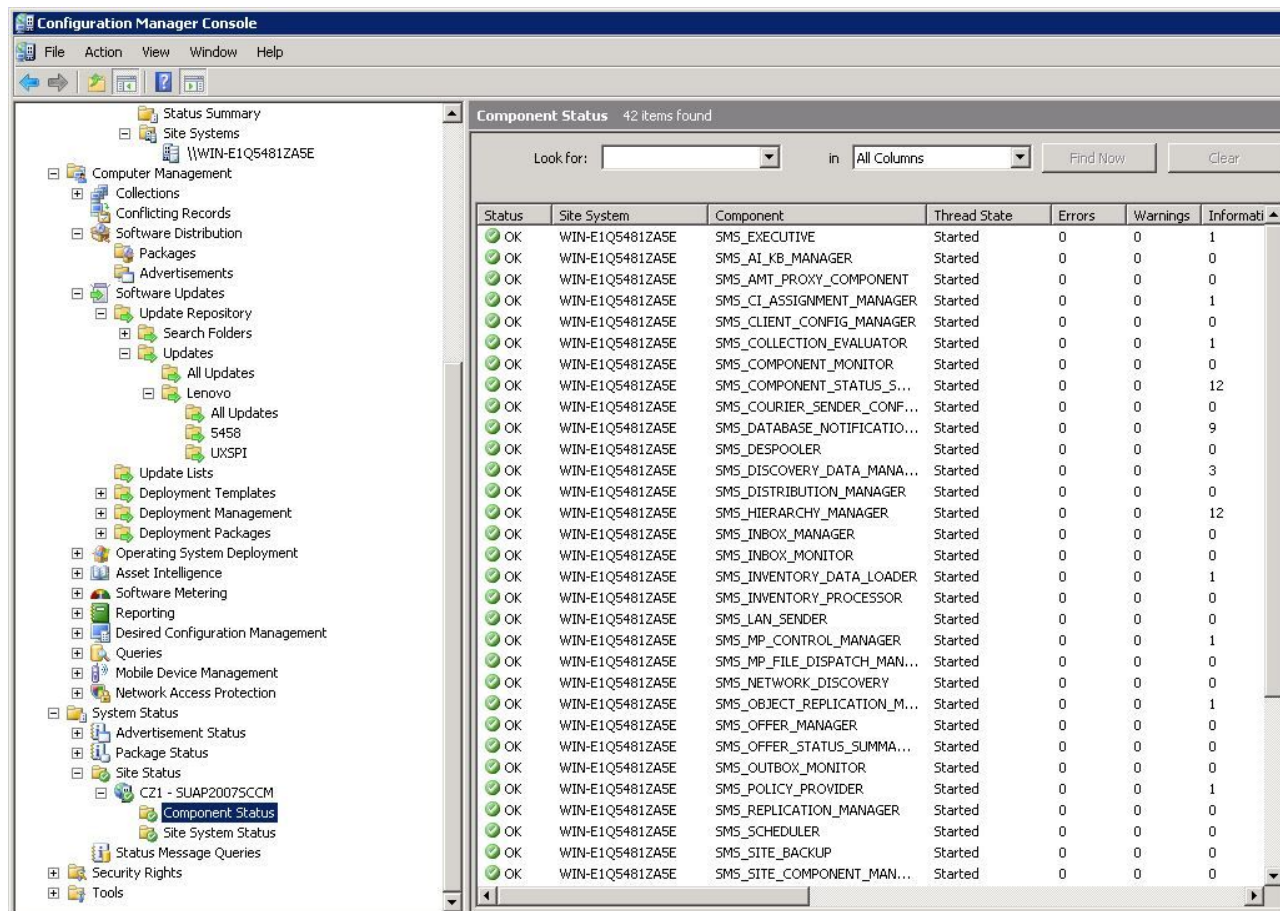 Configuration Manager Console
File Action View Window Help
Status Summary
Site Systems
\\WIN-E1Q5481ZA5E
Computer Management
Collections
Conflicting Records
Software Distribution
Packages
Advertisements
Software Updates
Update Repository
Search Folders
Updates
All Updates
Lenovo
All Updates
5458
UXSPI
Update Lists
Deployment Templates
Deployment Management
Deployment Packages
Operating System Deployment
Asset Intelligence
Software Metering
Reporting
Desired Configuration Management
Queries
Mobile Device Management
Network Access Protection
System Status
Advertisement Status
Package Status
Site Status
CZ1 - SUAP2007SCCM
Component Status
Site System Status
Status Message Queries
Security Rights
Tools
Component Status 42 items found
Look for: in All Columns Find Now Clear
Status Site System Component Thread State Errors Warnings Informati
OK WIN-E1Q5481ZA5E SMS_EXECUTIVE Started 0 0 1
OK WIN-E1Q5481ZA5E SMS_AI_KB_MANAGER Started 0 0 0
OK WIN-E1Q5481ZA5E SMS_AMT_PROXY_COMPONENT Started 0 0 0
OK WIN-E1Q5481ZA5E SMS_CI_ASSIGNMENT_MANAGER Started 0 0 1
OK WIN-E1Q5481ZA5E SMS_CLIENT_CONFIG_MANAGER Started 0 0 0
OK WIN-E1Q5481ZA5E SMS_COLLECTION_EVALUATOR Started 0 0 1
OK WIN-E1Q5481ZA5E SMS_COMPONENT_MONITOR Started 0 0 0
OK WIN-E1Q5481ZA5E SMS_COMPONENT_STATUS_S... Started 0 0 12
OK WIN-E1Q5481ZA5E SMS_COURIER_SENDER_CONF... Started 0 0 0
OK WIN-E1Q5481ZA5E SMS_DATABASE_NOTIFICATIO... Started 0 0 9
OK WIN-E1Q5481ZA5E SMS_DESPOOLER Started 0 0 0
OK WIN-E1Q5481ZA5E SMS_DISCOVERY_DATA_MANA... Started 0 0 3
OK WIN-E1Q5481ZA5E SMS_DISTRIBUTION_MANAGER Started 0 0 0
OK WIN-E1Q5481ZA5E SMS_HIERARCHY_MANAGER Started 0 0 12
OK WIN-E1Q5481ZA5E SMS_INBOX_MANAGER Started 0 0 0
OK WIN-E1Q5481ZA5E SMS_INBOX_MONITOR Started 0 0 0
OK WIN-E1Q5481ZA5E SMS_INVENTORY_DATA_LOADER Started 0 0 1
OK WIN-E1Q5481ZA5E SMS_INVENTORY_PROCESSOR Started 0 0 0
OK WIN-E1Q5481ZA5E SMS_LAN_SENDER Started 0 0 0
OK WIN-E1Q5481ZA5E SMS_MP_CONTROL_MANAGER Started 0 0 1
OK WIN-E1Q5481ZA5E SMS_MP_FILE_DISPATCH_MAN... Started 0 0 0
OK WIN-E1Q5481ZA5E SMS_NETWORK_DISCOVERY Started 0 0 0
OK WIN-E1Q5481ZA5E SMS_OBJECT_REPLICATION_M... Started 0 0 1
OK WIN-E1Q5481ZA5E SMS_OFFER_MANAGER Started 0 0 0
OK WIN-E1Q5481ZA5E SMS_OFFER_STATUS_SUMMA... Started 0 0 0
OK WIN-E1Q5481ZA5E SMS_OUTBOX_MONITOR Started 0 0 0
OK WIN-E1Q5481ZA5E SMS_POLICY_PROVIDER Started 0 0 1
OK WIN-E1Q5481ZA5E SMS_REPLICATION_MANAGER Started 0 0 0
OK WIN-E1Q5481ZA5E SMS_SCHEDULER Started 0 0 0
OK WIN-E1Q5481ZA5E SMS_SITE_BACKUP Started 0 0 0
OK WIN-E1Q5481ZA5E SMS_SITE_COMPONENT_MAN... Started 0 0 0